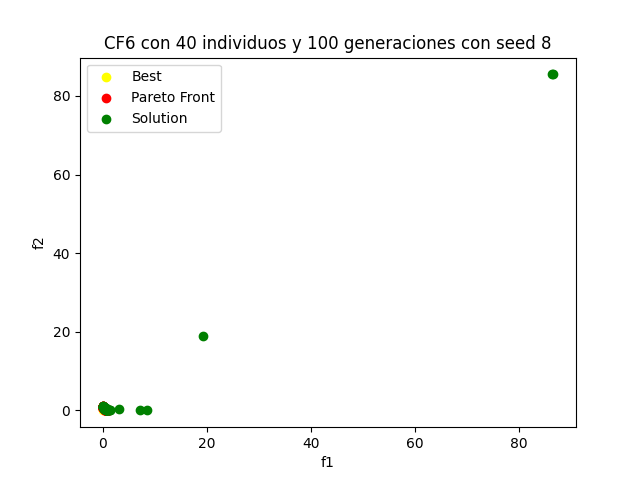 CF6 con 40 individuos y 100 generaciones con seed 8
Best
Pareto Front
Solution
80
60
40
20
0
f2
0 20 40 60 80
f1